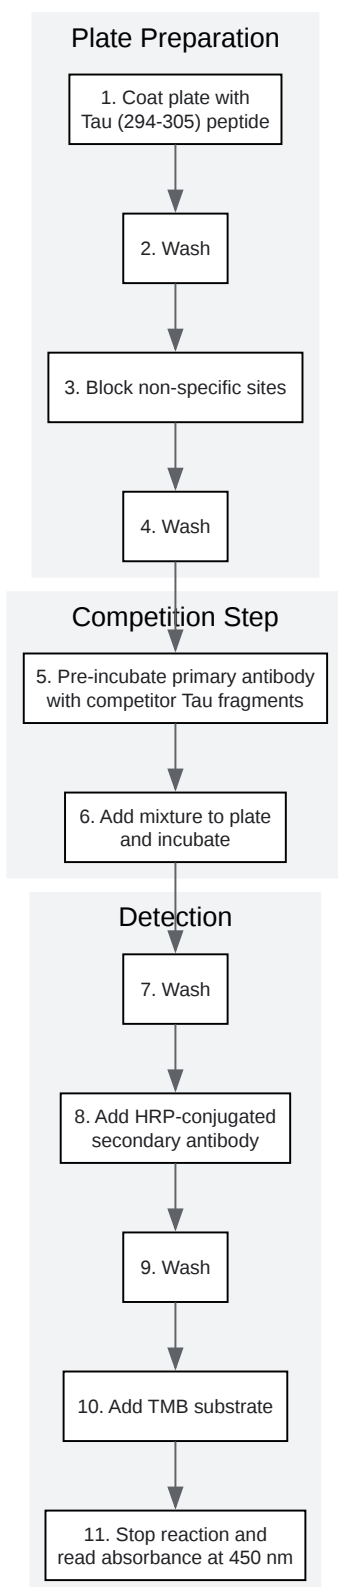 Plate Preparation
1. Coat plate with
Tau (294-305) peptide
2. Wash
3. Block non-specific sites
4. Wash
Competition Step
5. Pre-incubate primary antibody
with competitor Tau fragments
6. Add mixture to plate
and incubate
Detection
7. Wash
8. Add HRP-conjugated
secondary antibody
9. Wash
10. Add TMB substrate
11. Stop reaction and
read absorbance at 450 nm